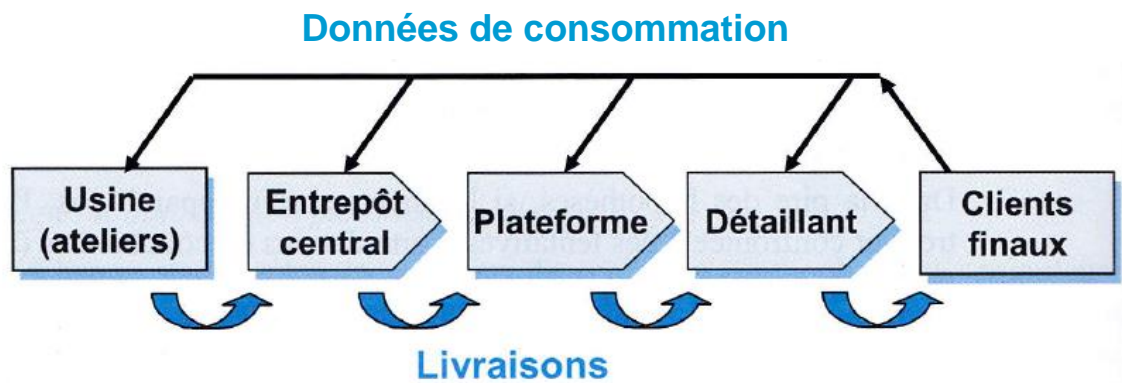 Données de consommation
Usine
(ateliers)
Entrepôt
central
Plateforme
Détaillant
Clients
finaux
Livraisons